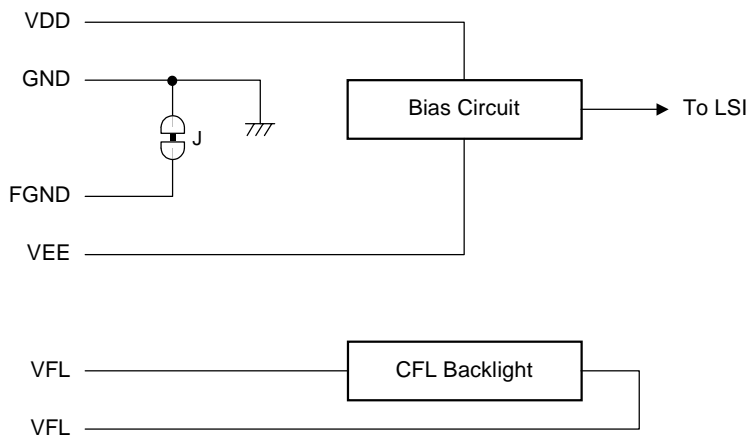 VDD
GND
Bias Circuit
To LSI
J
FGND
VEE
VFL
CFL Backlight
VFL